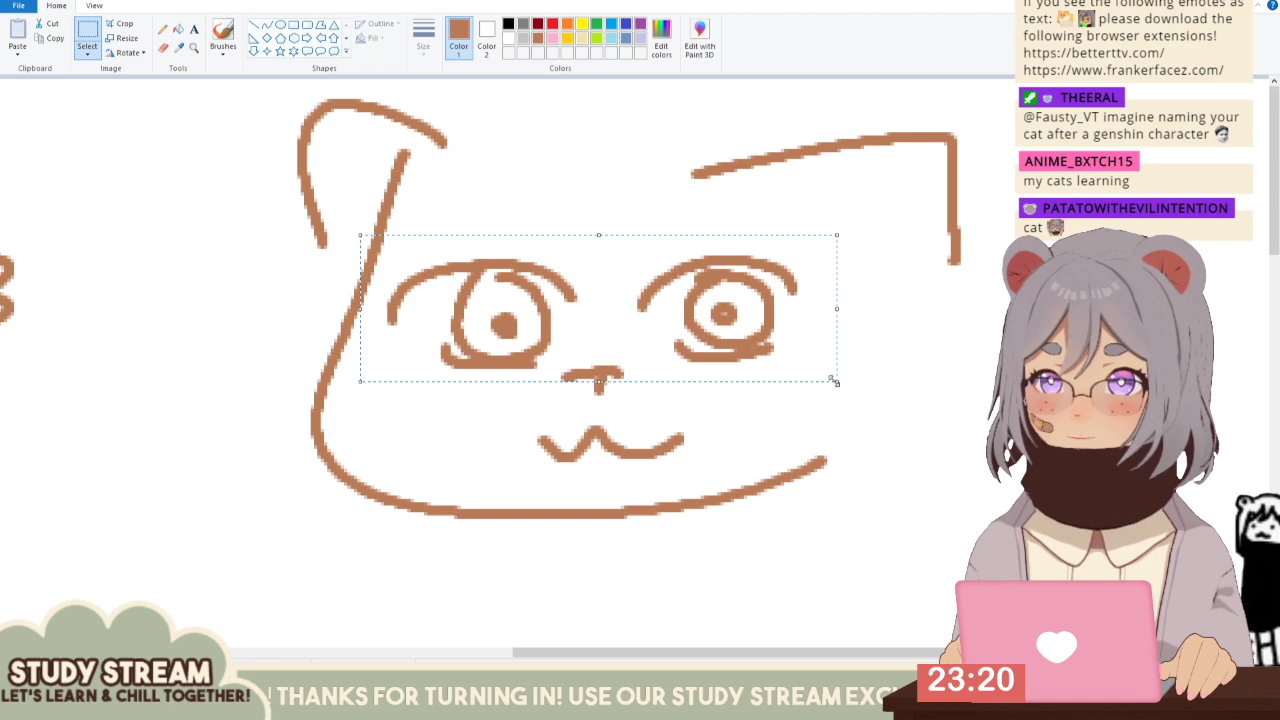 File
Home
View
Paste
Cut
Copy
Clipboard
Select
Crop
Resize
Rotate
Image
A
Tools
Brushes
Outline
Fill
Shapes
Size
Color
1
Color
2
Edit
colors
Edit with
Paint 3D
Colors
if you see the following emotes as
text: please download the
following browser extensions!
https://betterttv.com/
https://www.frankerfacez.com/
THEERAL
@Fausty_VT imagine naming your
cat after a genshin character
ANIME_BXTCH15
my cats learning
PATATOWITHEVILINTENTION
cat
STUDY STREAM
LET'S LEARN & CHILL TOGETHER!
! THANKS FOR TURNING IN! USE OUR STUDY STREAM EXC
23:20